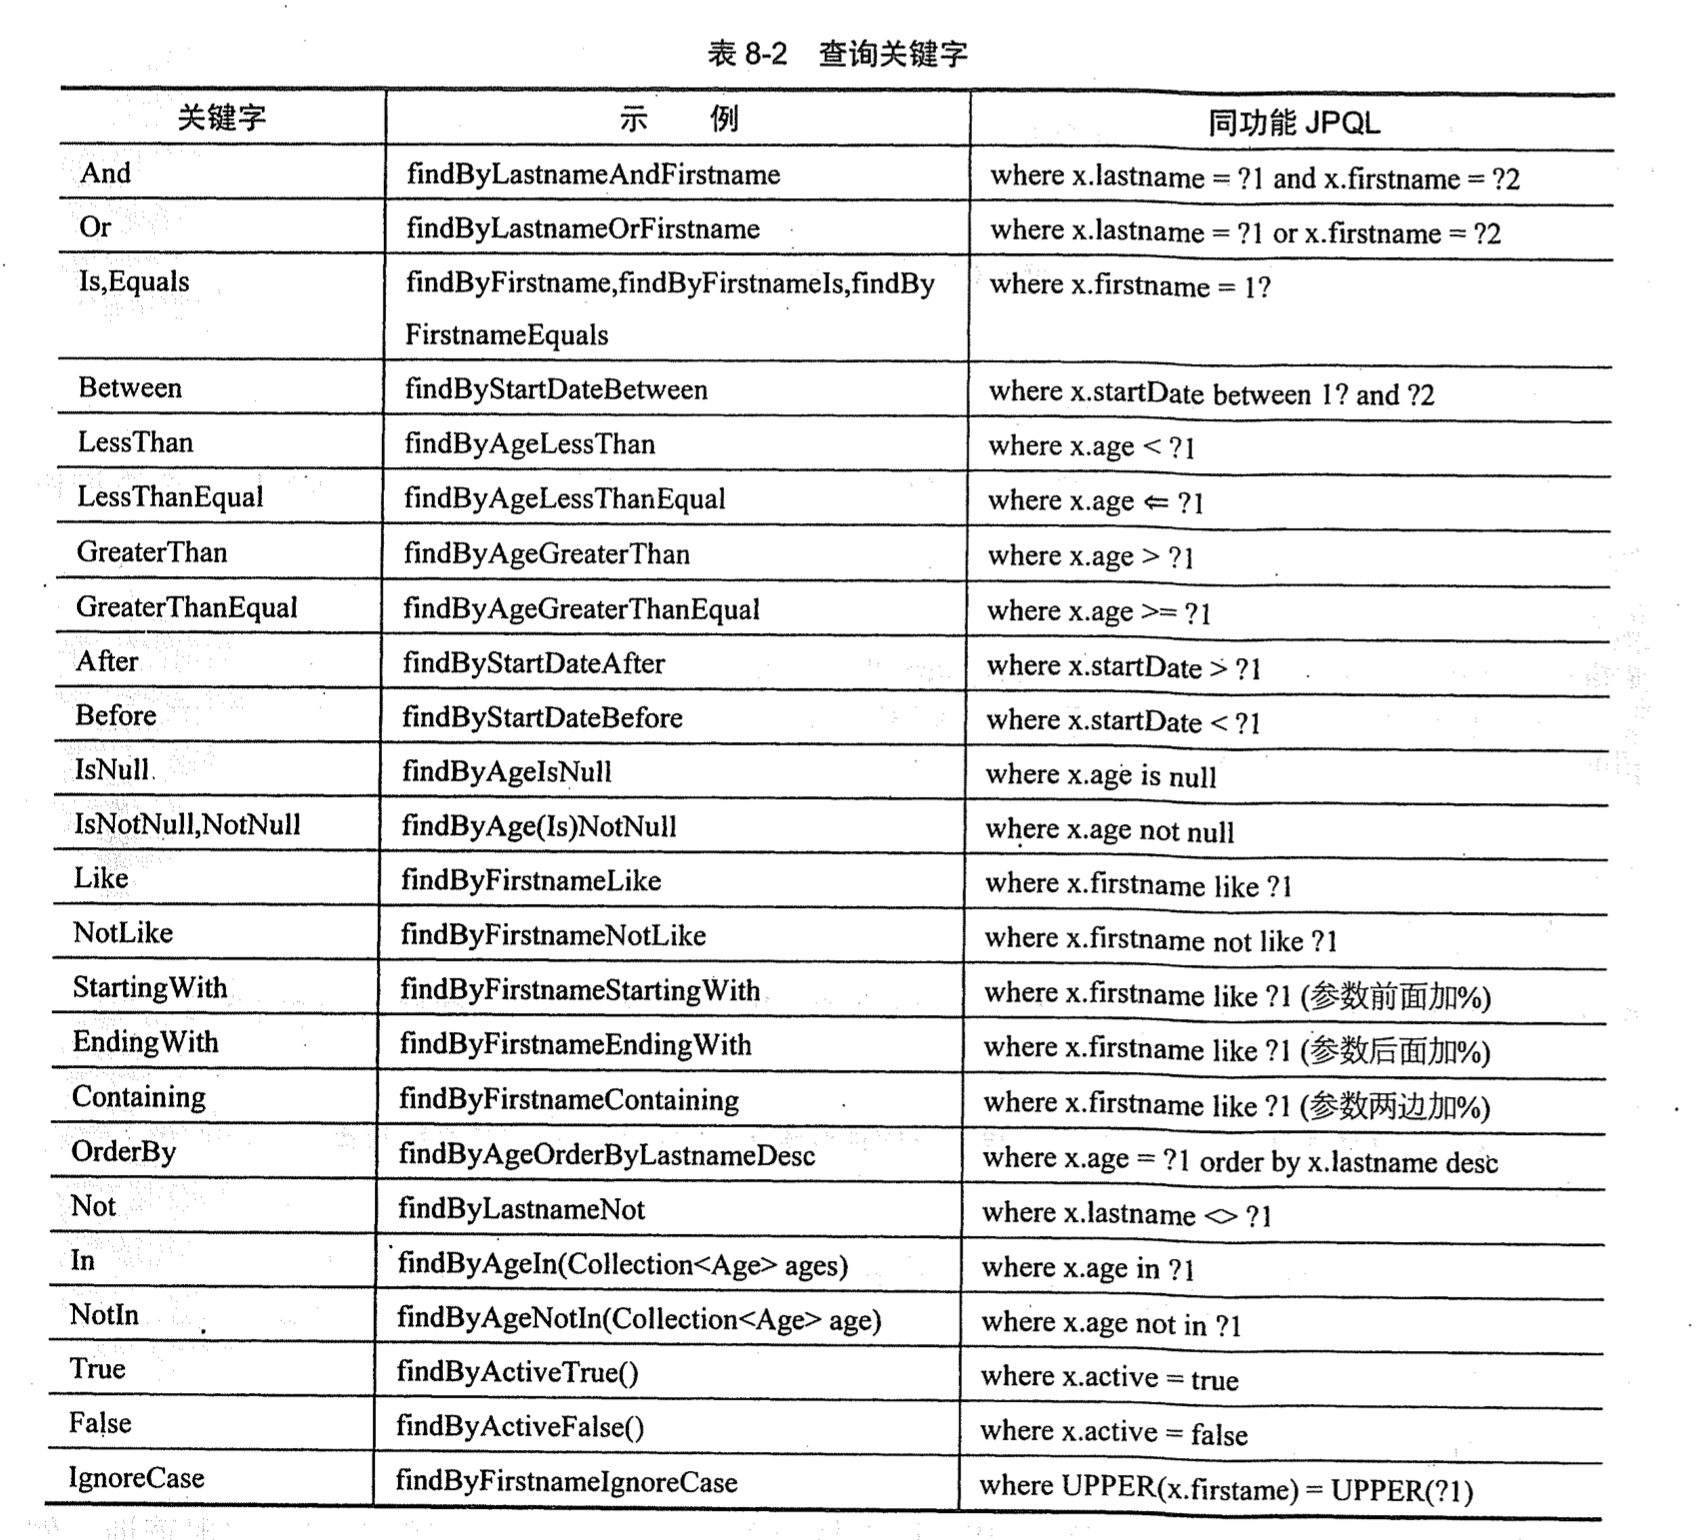 表 8-2 查询关键字
关键字 示 例 同功能 JPQL
And findByLastnameAndFirstname where x.lastname = ?1 and x.firstname = ?2
Or findByLastnameOrFirstname where x.lastname = ?1 or x.firstname = ?2
Is,Equals findByFirstname,findByFirstnameIs,findBy where x.firstname = 1?
FirstnameEquals
Between findByStartDateBetween where x.startDate between 1? and ?2
LessThan findByAgeLessThan where x.age < ?1
LessThanEqual findByAgeLessThanEqual where x.age ⇐ ?1
GreaterThan findByAgeGreaterThan where x.age > ?1
GreaterThanEqual findByAgeGreaterThanEqual where x.age >= ?1
After findByStartDateAfter where x.startDate > ?1
Before findByStartDateBefore where x.startDate < ?1
IsNull findByAgeIsNull where x.age is null
IsNotNull,NotNull findByAge(Is)NotNull where x.age not null
Like findByFirstnameLike where x.firstname like ?1
NotLike findByFirstnameNotLike where x.firstname not like ?1
StartingWith findByFirstnameStartingWith where x.firstname like ?1 (参数前面加%)
EndingWith findByFirstnameEndingWith where x.firstname like ?1 (参数后面加%)
Containing findByFirstnameContaining where x.firstname like ?1 (参数两边加%)
OrderBy findByAgeOrderByLastnameDesc where x.age = ?1 order by x.lastname desc
Not findByLastnameNot where x.lastname <> ?1
In findByAgeIn(Collection<Age> ages) where x.age in ?1
NotIn findByAgeNotIn(Collection<Age> age) where x.age not in ?1
True findByActiveTrue() where x.active = true
False findByActiveFalse() where x.active = false
IgnoreCase findByFirstnameIgnoreCase where UPPER(x.firstame) = UPPER(?1)